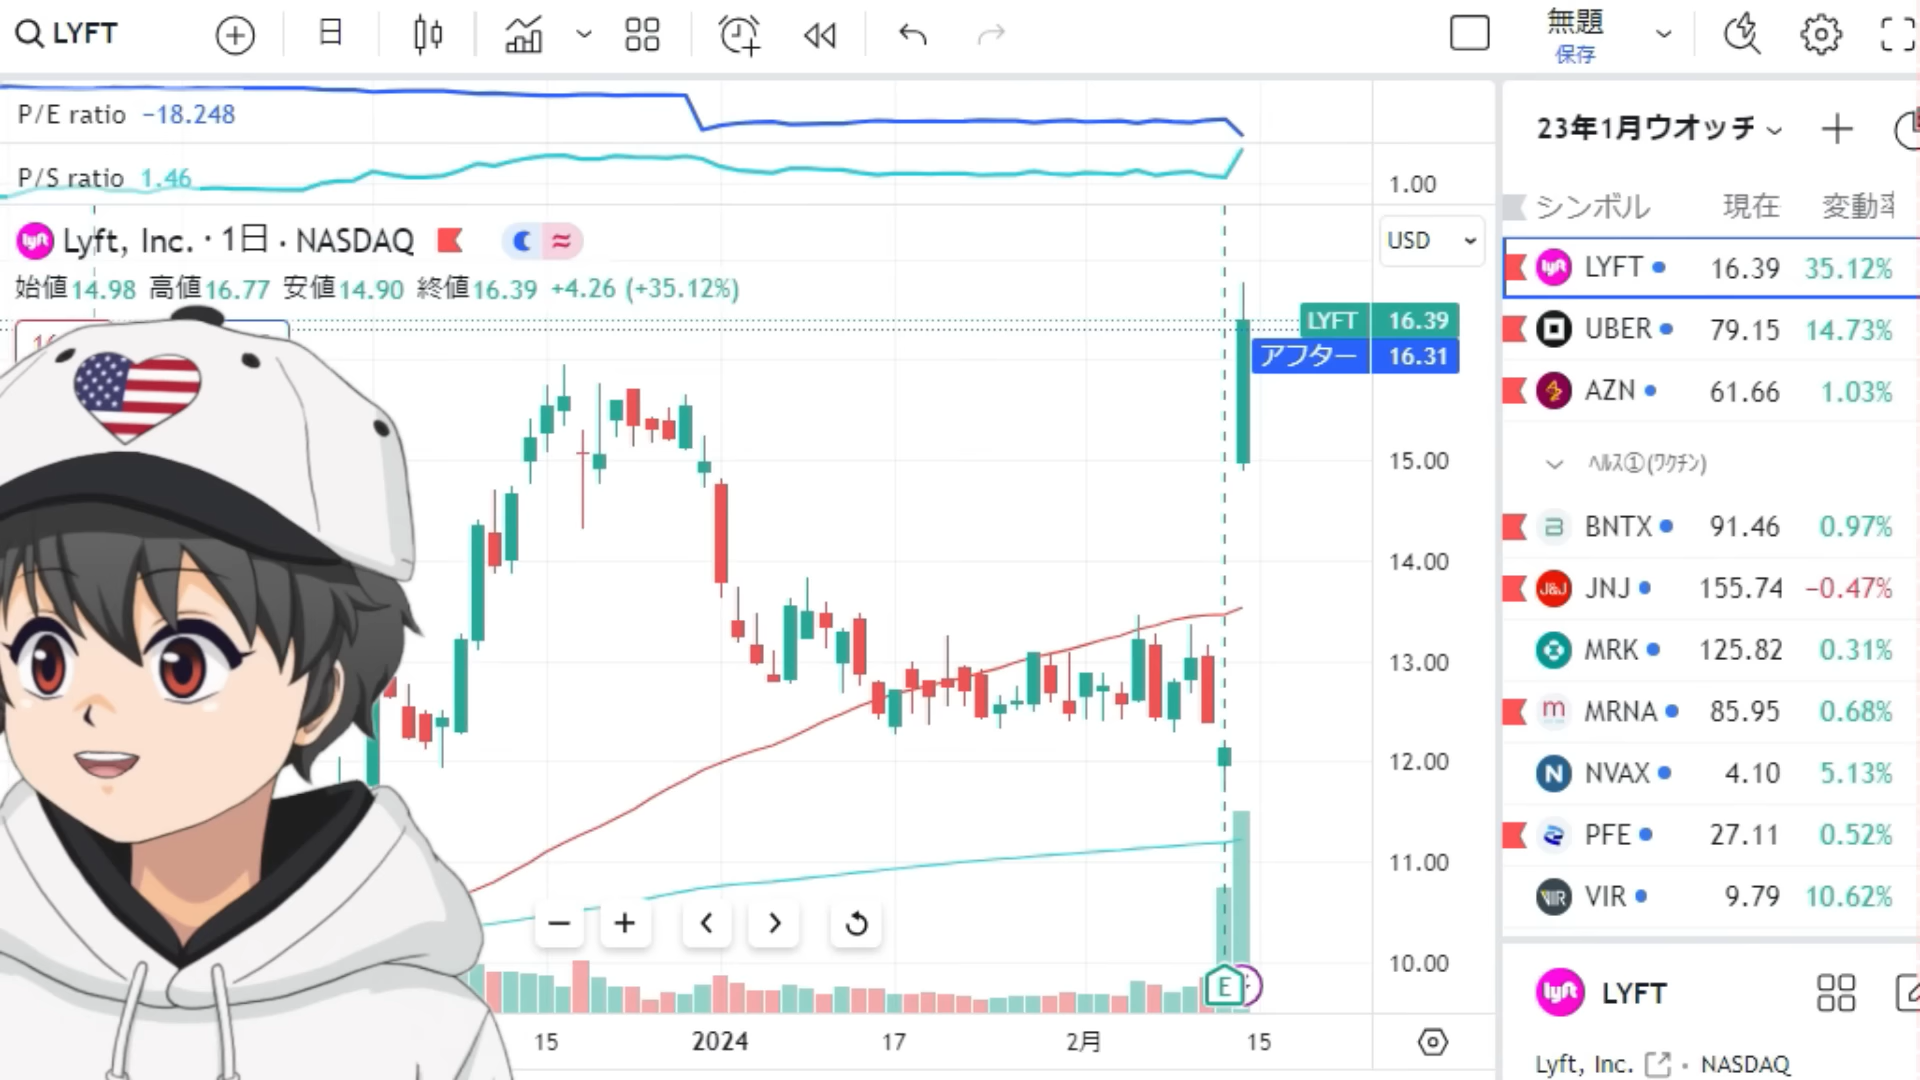 LYFT
日
無題
保存
P/E ratio −18.248
P/S ratio 1.46
1.00
lyft Lyft, Inc. · 1日 · NASDAQ
USD
始値14.98 高値16.77 安値14.90 終値16.39 +4.26 (+35.12%)
LYFT 16.39
アフター 16.31
15.00
14.00
13.00
12.00
11.00
10.00
E
15
2024
17
2月
15
23年1月ウオッチ
シンボル 現在 変動率
lyft LYFT 16.39 35.12%
UBER 79.15 14.73%
AZN 61.66 1.03%
ﾍﾙｽ①(ﾜｸﾁﾝ)
BNTX 91.46 0.97%
J&J JNJ 155.74 −0.47%
MRK 125.82 0.31%
m MRNA 85.95 0.68%
N NVAX 4.10 5.13%
PFE 27.11 0.52%
VIR VIR 9.79 10.62%
lyft LYFT
Lyft, Inc. · NASDAQ